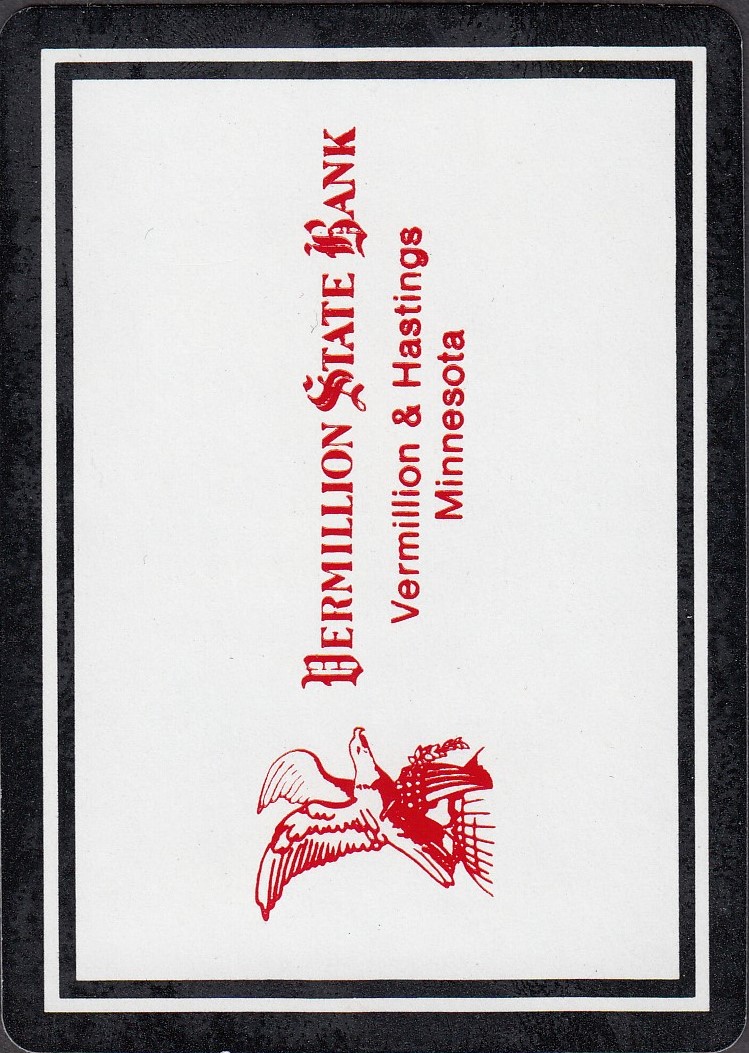 VERMILLION STATE BANK
Vermillion & Hastings
Minnesota